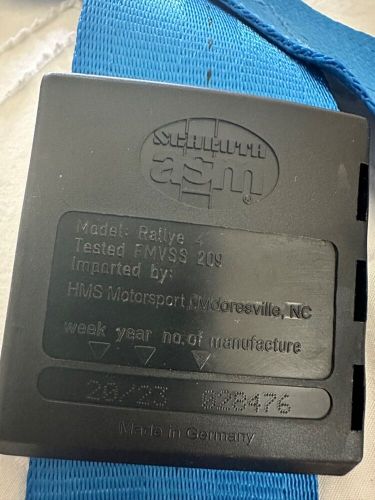 SCHROTH
asm®
Model: Rallye 4
Tested FMVSS 209
Imported by:
HMS Motorsport, Mooresville, NC
week year no. of manufacture
20/23 028476
Made in Germany